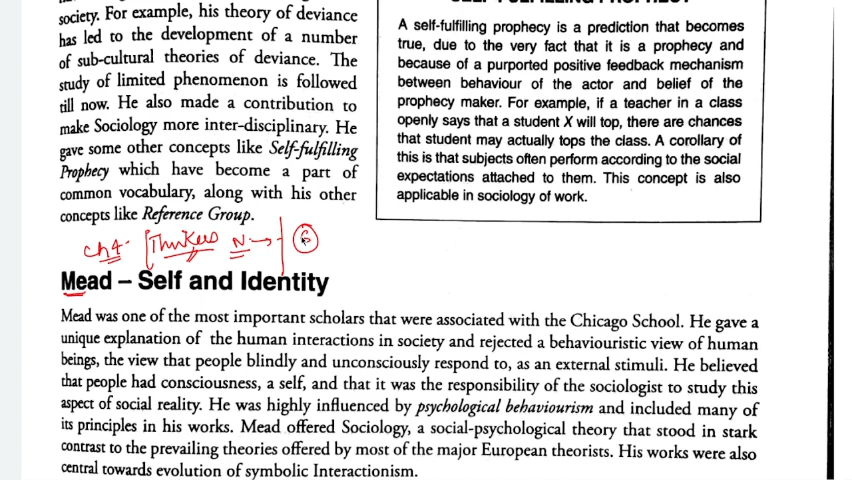 society. For example, his theory of deviance
has led to the development of a number
of sub-cultural theories of deviance. The
study of limited phenomenon is followed
till now. He also made a contribution to
make Sociology more inter-disciplinary. He
gave some other concepts like Self-fulfilling
Prophecy which have become a part of
common vocabulary, along with his other
concepts like Reference Group.
A self-fulfilling prophecy is a prediction that becomes
true, due to the very fact that it is a prophecy and
because of a purported positive feedback mechanism
between behaviour of the actor and belief of the
prophecy maker. For example, if a teacher in a class
openly says that a student X will top, there are chances
that student may actually tops the class. A corollary of
this is that subjects often perform according to the social
expectations attached to them. This concept is also
applicable in sociology of work.
Ch4. Thinkers N → 6
Mead – Self and Identity
Mead was one of the most important scholars that were associated with the Chicago School. He gave a
unique explanation of the human interactions in society and rejected a behaviouristic view of human
beings, the view that people blindly and unconsciously respond to, as an external stimuli. He believed
that people had consciousness, a self, and that it was the responsibility of the sociologist to study this
aspect of social reality. He was highly influenced by psychological behaviourism and included many of
its principles in his works. Mead offered Sociology, a social-psychological theory that stood in stark
contrast to the prevailing theories offered by most of the major European theorists. His works were also
central towards evolution of symbolic Interactionism.